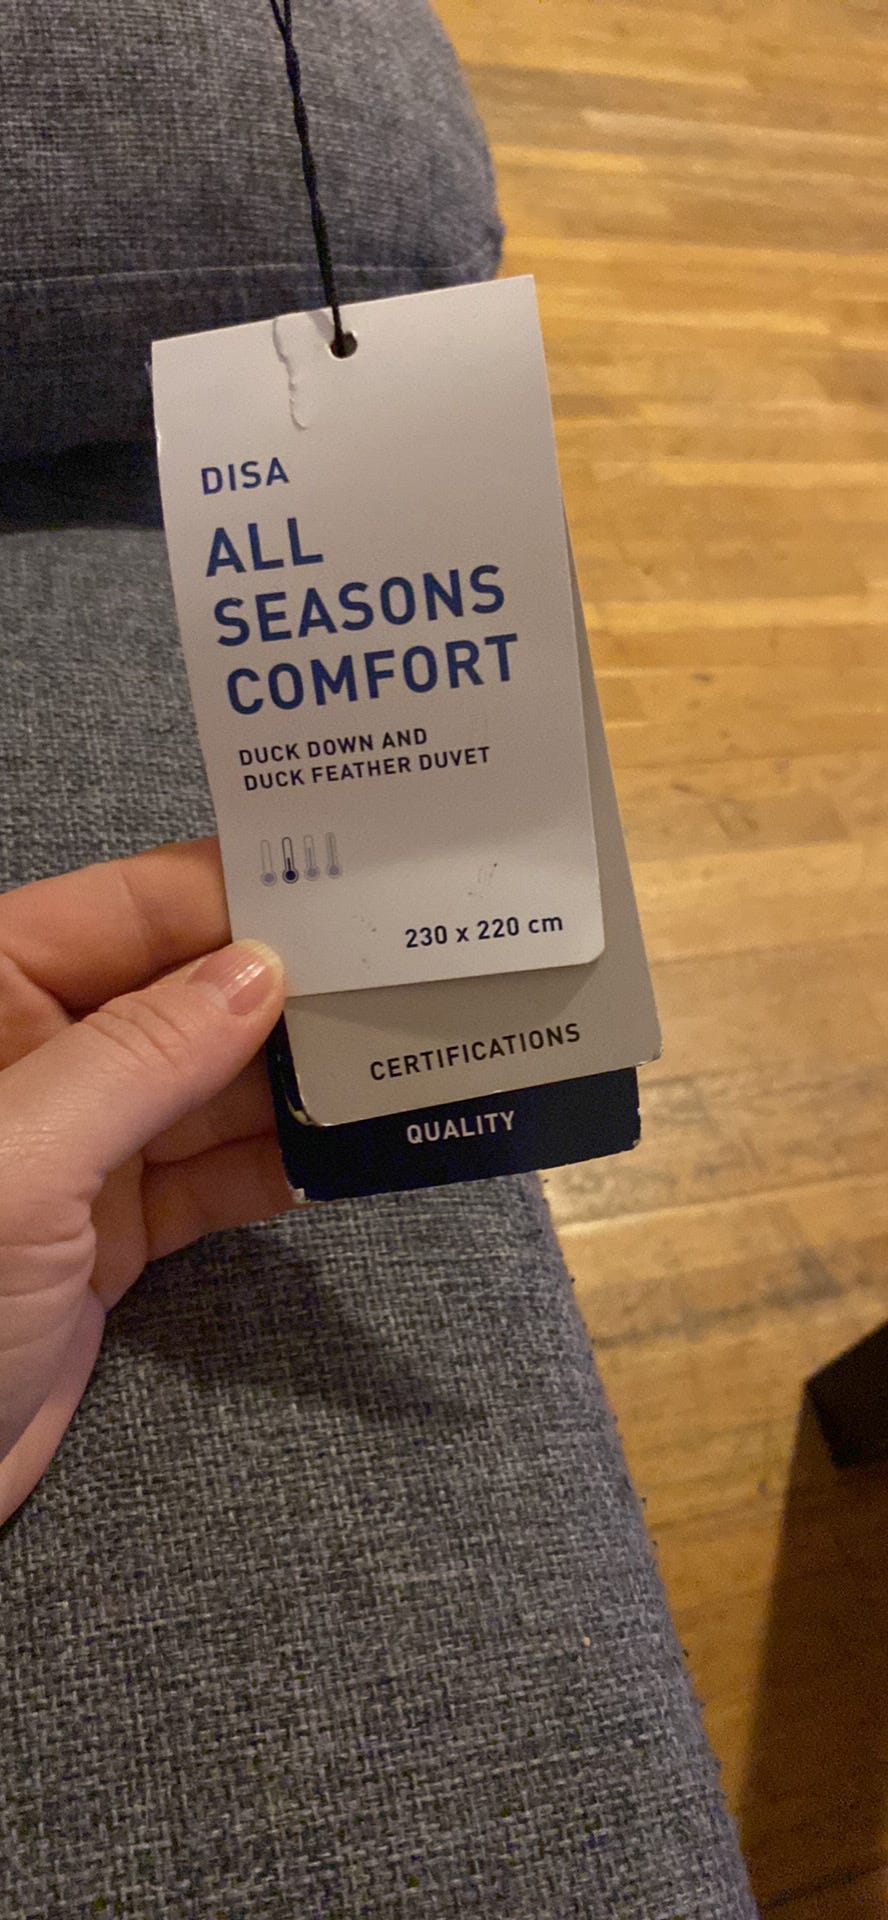 DISA
ALL
SEASONS
COMFORT
DUCK DOWN AND
DUCK FEATHER DUVET
230 x 220 cm
CERTIFICATIONS
QUALITY